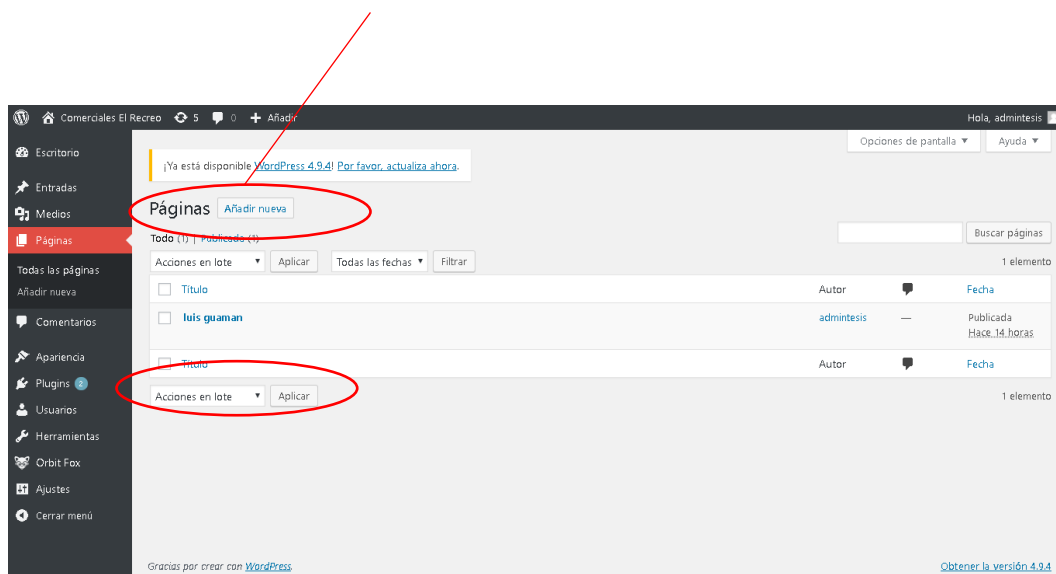 Comerciales El Recreo 5 0 Añadir Hola, admintesis
Opciones de pantalla ▼ Ayuda ▼
Escritorio
Entradas
Medios
Páginas
Todas las páginas
Añadir nueva
Comentarios
Apariencia
Plugins 2
Usuarios
Herramientas
Orbit Fox
Ajustes
Cerrar menú
¡Ya está disponible WordPress 4.9.4! Por favor, actualiza ahora.
Páginas Añadir nueva
Todo (1) | Publicada (1)
Buscar páginas
Acciones en lote ▼ Aplicar Todas las fechas ▼ Filtrar 1 elemento
Título Autor Fecha
luis guaman admintesis — Publicada
Hace 14 horas
Título Autor Fecha
Acciones en lote ▼ Aplicar 1 elemento
Gracias por crear con WordPress. Obtener la versión 4.9.4